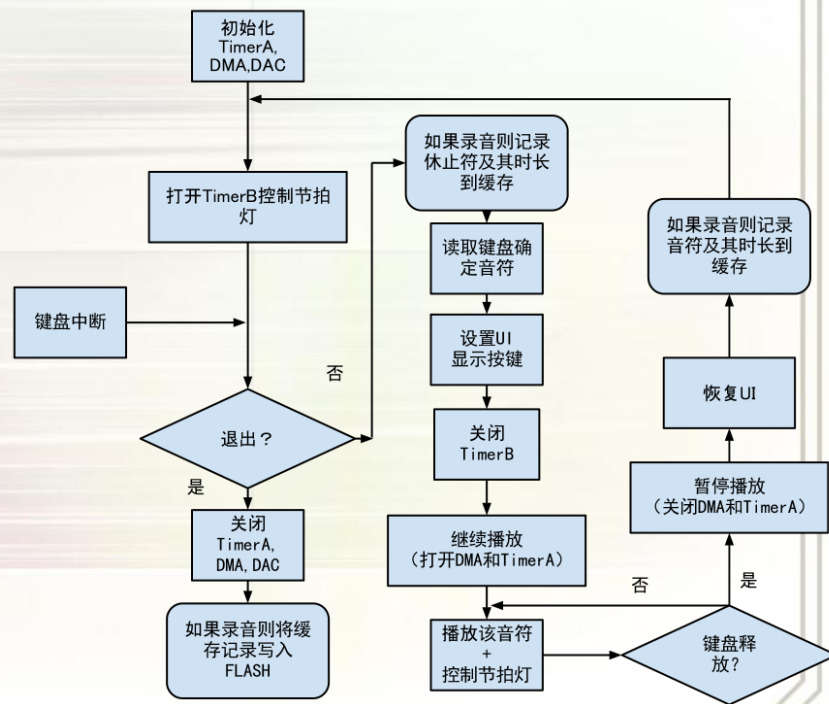 初始化
TimerA,
DMA,DAC
打开TimerB控制节拍
灯
键盘中断
退出？
否
是
关闭
TimerA,
DMA,DAC
如果录音则将缓
存记录写入
FLASH
如果录音则记录
休止符及其时长
到缓存
读取键盘确
定音符
设置UI
显示按键
关闭
TimerB
继续播放
（打开DMA和TimerA）
播放该音符
+
控制节拍灯
键盘释
放?
否
是
暂停播放
（关闭DMA和TimerA）
恢复UI
如果录音则记录
音符及其时长到
缓存